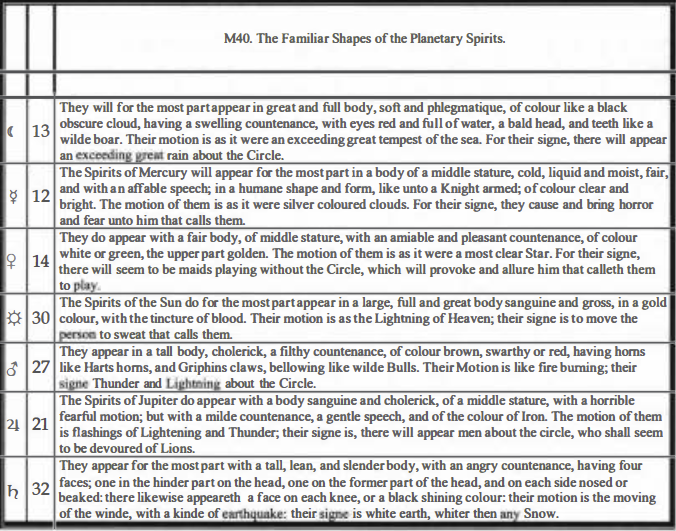 M40. The Familiar Shapes of the Planetary Spirits.
They will for the most part appear in great and full body, soft and phlegmatique, of colour like a black
obscure cloud, having a swelling countenance, with eyes red and full of water, a bald head, and teeth like a
☾ 13 wilde boar. Their motion is as it were an exceeding great tempest of the sea. For their signe, there will appear
an exceeding great rain about the Circle.
The Spirits of Mercury will appear for the most part in a body of a middle stature, cold, liquid and moist, fair,
and with an affable speech; in a humane shape and form, like unto a Knight armed; of colour clear and
☿ 12 bright. The motion of them is as it were silver coloured clouds. For their signe, they cause and bring horror
and fear unto him that calls them.
They do appear with a fair body, of middle stature, with an amiable and pleasant countenance, of colour
white or green, the upper part golden. The motion of them is as it were a most clear Star. For their signe,
♀ 14 there will seem to be maids playing without the Circle, which will provoke and allure him that calleth them
to play.
The Spirits of the Sun do for the most part appear in a large, full and great body sanguine and gross, in a gold
☼ 30 colour, with the tincture of blood. Their motion is as the Lightning of Heaven; their signe is to move the
person to sweat that calls them.
They appear in a tall body, cholerick, a filthy countenance, of colour brown, swarthy or red, having horns
♂ 27 like Harts horns, and Griphins claws, bellowing like wilde Bulls. Their Motion is like fire burning; their
signe Thunder and Lightning about the Circle.
The Spirits of Jupiter do appear with a body sanguine and cholerick, of a middle stature, with a horrible
fearful motion; but with a milde countenance, a gentle speech, and of the colour of Iron. The motion of them
♃ 21 is flashings of Lightening and Thunder; their signe is, there will appear men about the circle, who shall seem
to be devoured of Lions.
They appear for the most part with a tall, lean, and slender body, with an angry countenance, having four
faces; one in the hinder part on the head, one on the former part of the head, and on each side nosed or
♄ 32 beaked: there likewise appeareth a face on each knee, or a black shining colour: their motion is the moving
of the winde, with a kinde of earthquake: their signe is white earth, whiter then any Snow.